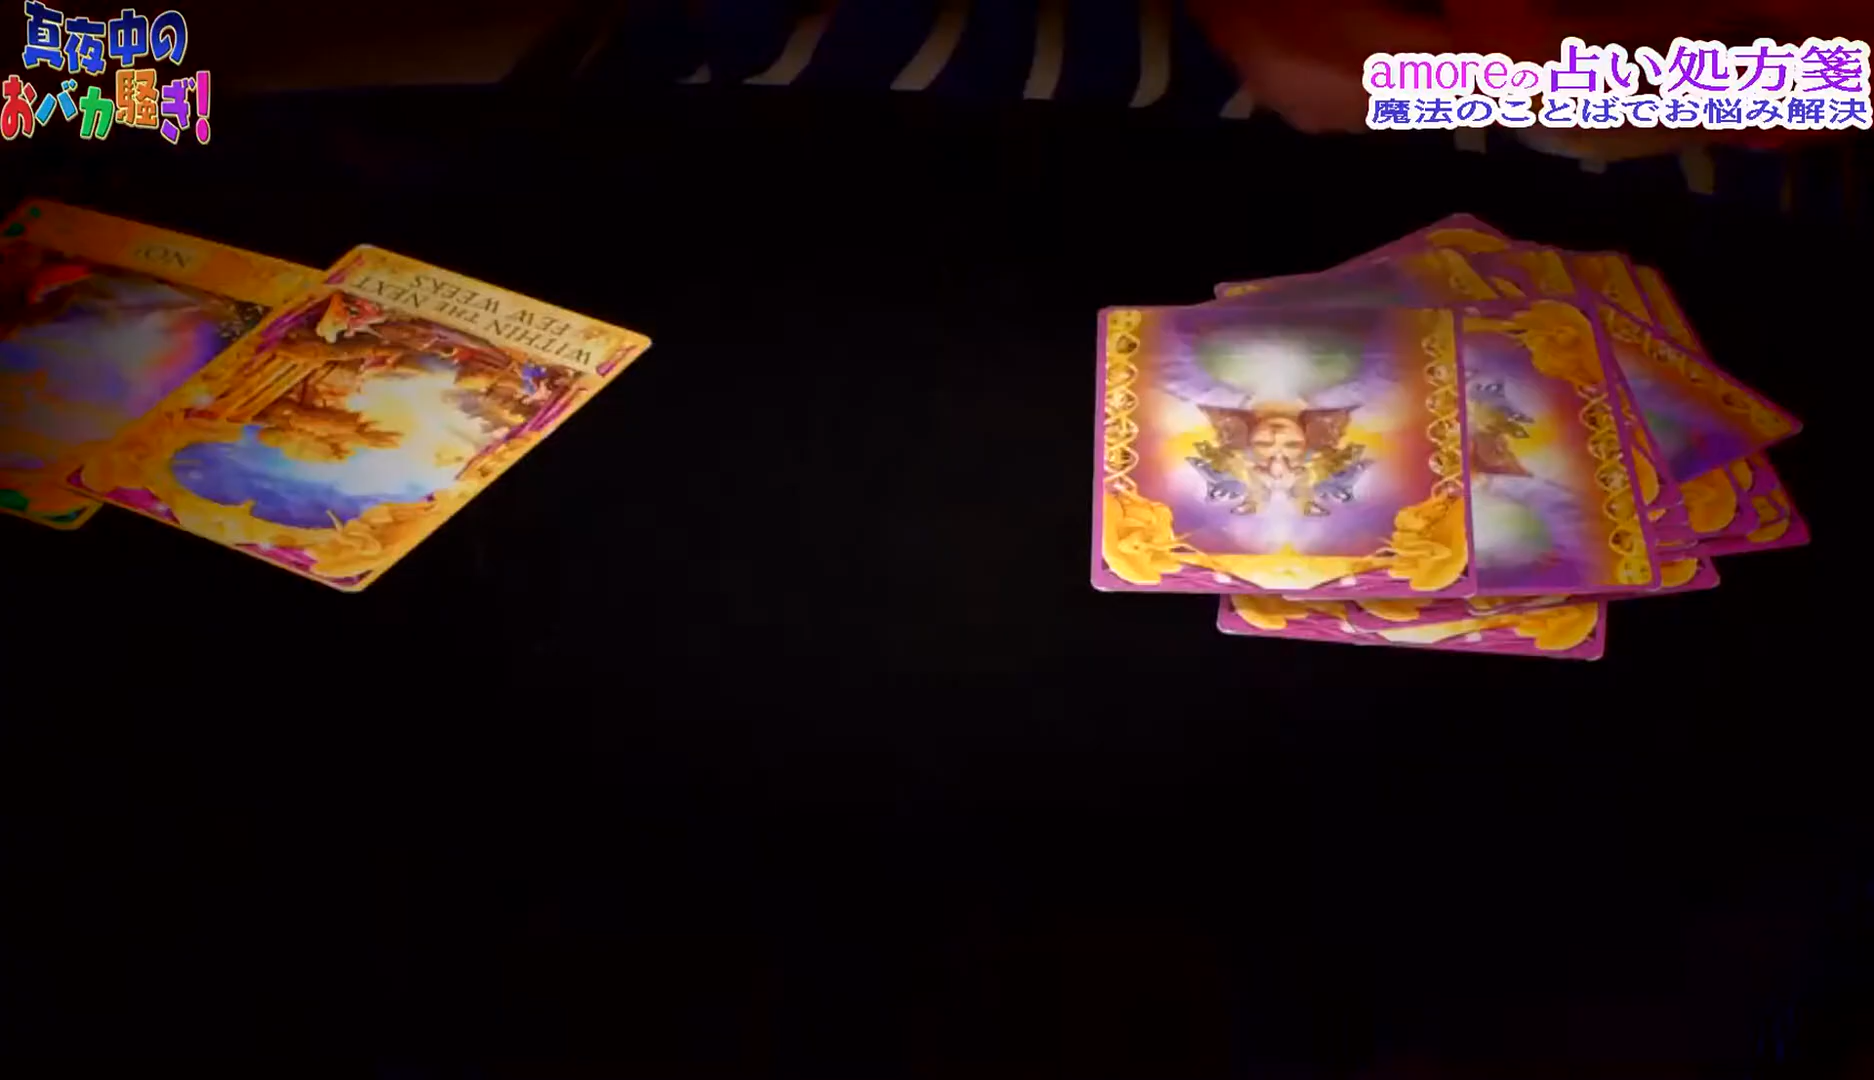 真夜中の
おバカ騒ぎ!
amoreの占い処方箋
魔法のことばでお悩み解決
NO!
WITHIN THE NEXT
FEW WEEKS